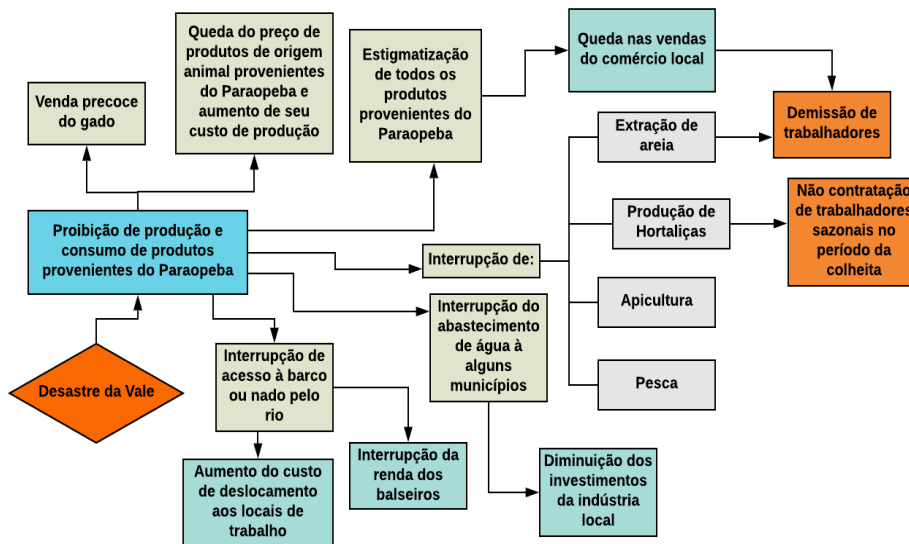 Queda do preço de
produtos de origem
animal provenientes
do Paraopeba e
aumento de seu
custo de produção
Estigmatização
de todos os
produtos
provenientes do
Paraopeba
Queda nas vendas
do comércio local
Venda precoce
do gado
Demissão de
trabalhadores
Extração de
areia
Não contratação
de trabalhadores
sazonais no
período da
colheita
Produção de
Hortaliças
Proibição de produção e
consumo de produtos
provenientes do Paraopeba
Interrupção de:
Apicultura
Interrupção do
abastecimento
de água à
alguns
municípios
Interrupção de
acesso à barco
ou nado pelo
rio
Desastre da Vale
Pesca
Interrupção da
renda dos
balseiros
Diminuição dos
investimentos
da indústria
local
Aumento do custo
de deslocamento
aos locais de
trabalho